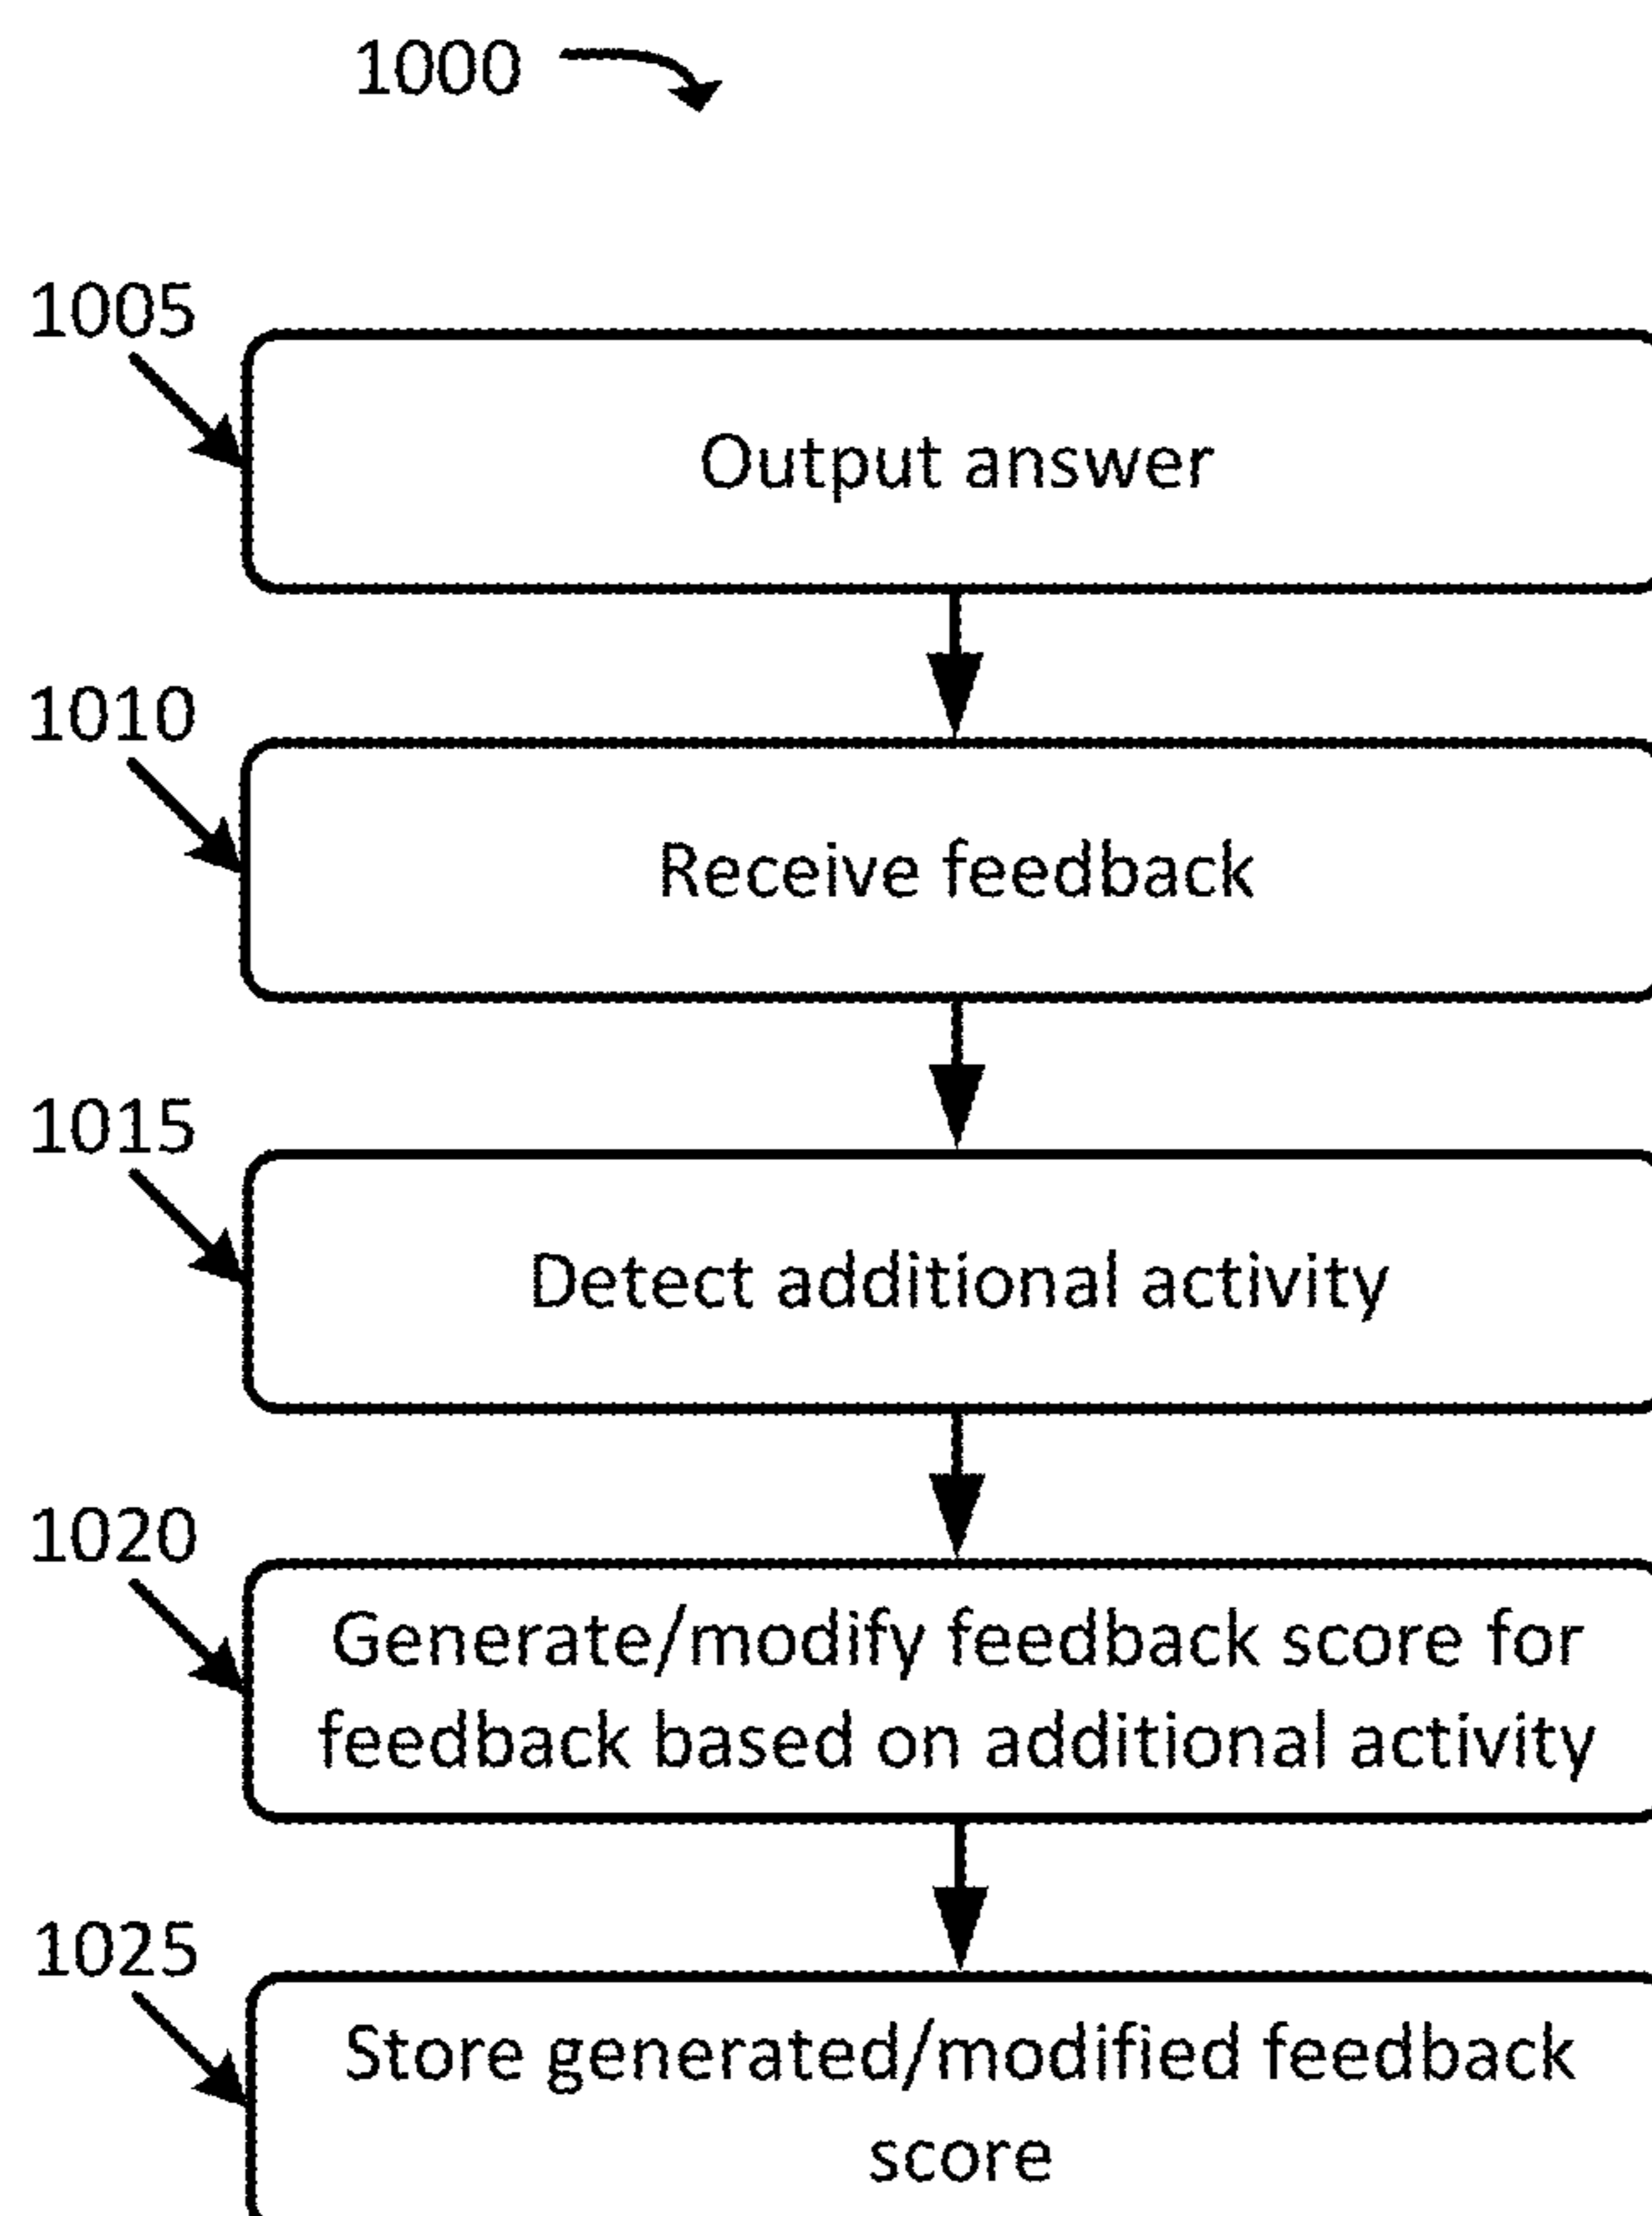 1000
1005
Output answer
1010
Receive feedback
1015
Detect additional activity
1020
Generate/modify feedback score for
feedback based on additional activity
1025
Store generated/modified feedback
score